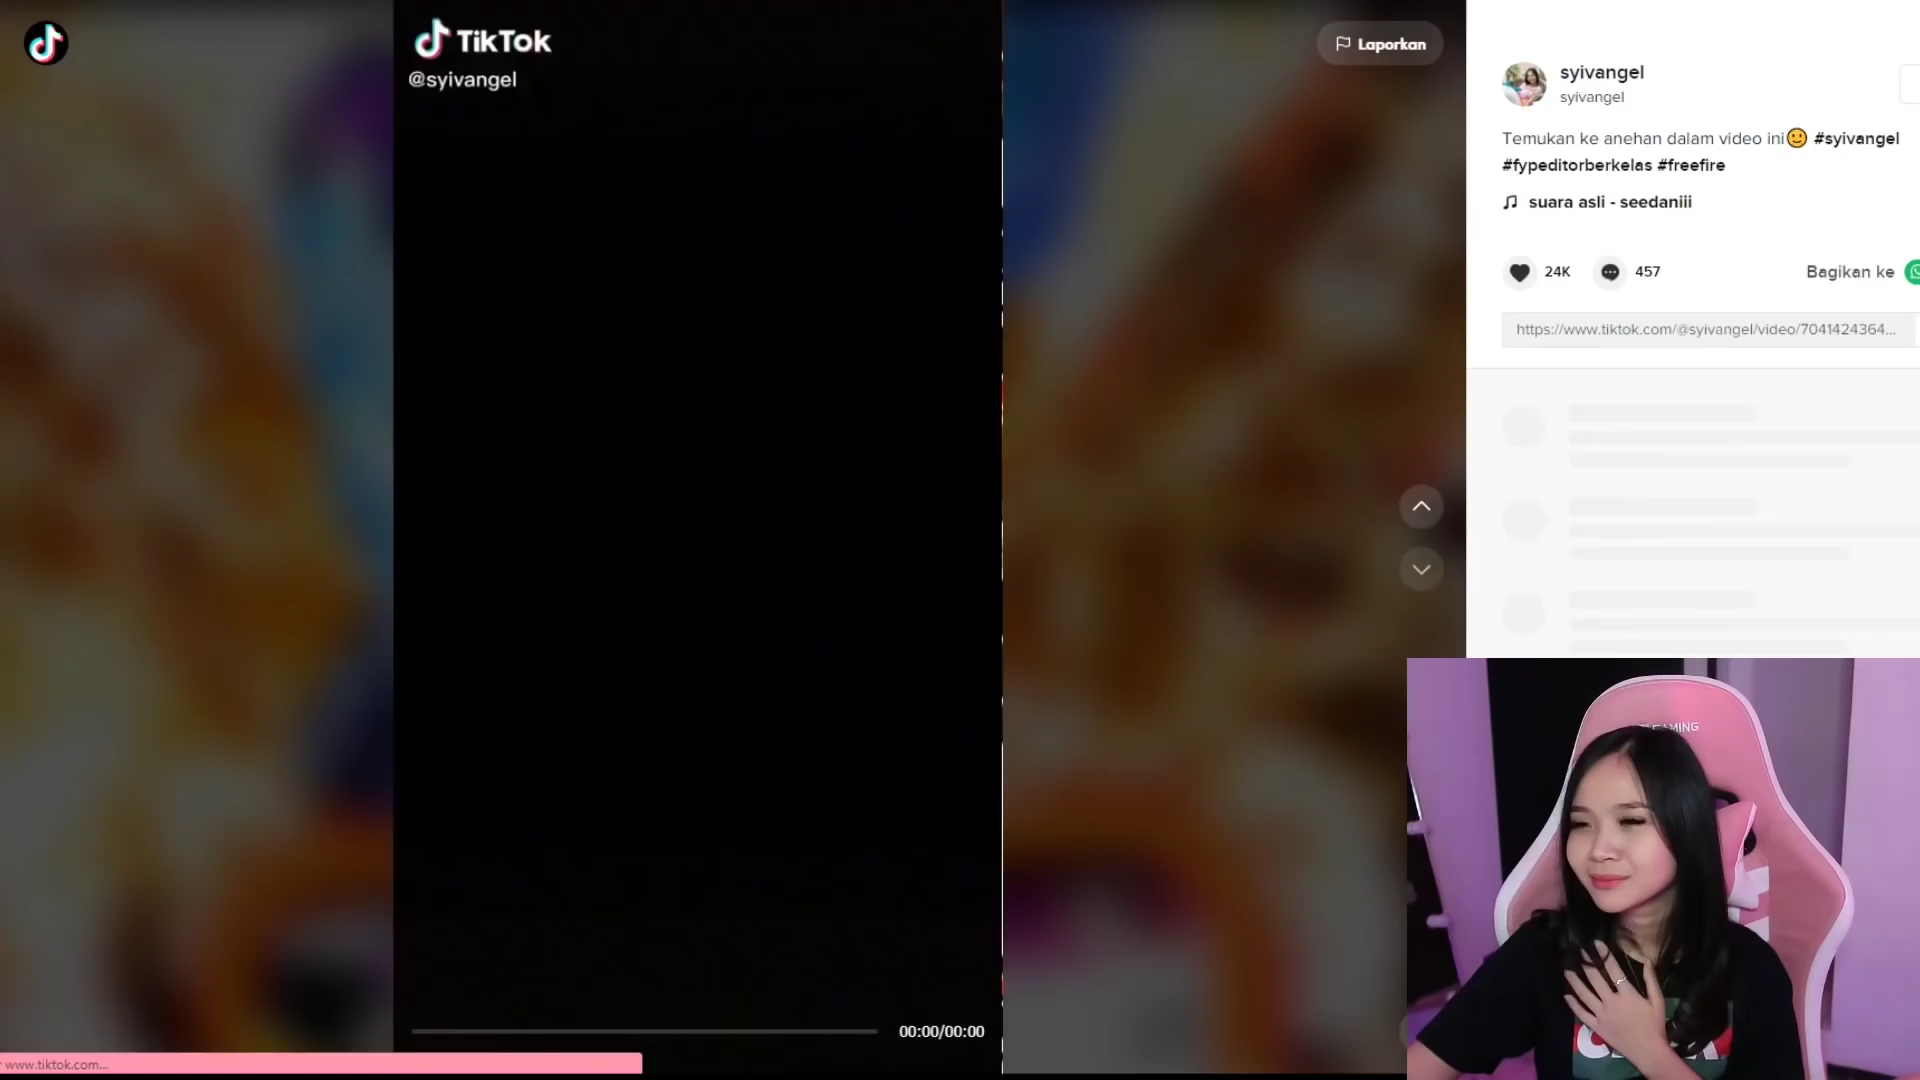 TikTok
@syivangel
Laporkan
syivangel
syivangel
Temukan ke anehan dalam video ini🙂 #syivangel
#fypeditorberkelas #freefire
suara asli - seedaniii
24K
457
Bagikan ke
https://www.tiktok.com/@syivangel/video/7041424364...
00:00/00:00
www.tiktok.com...